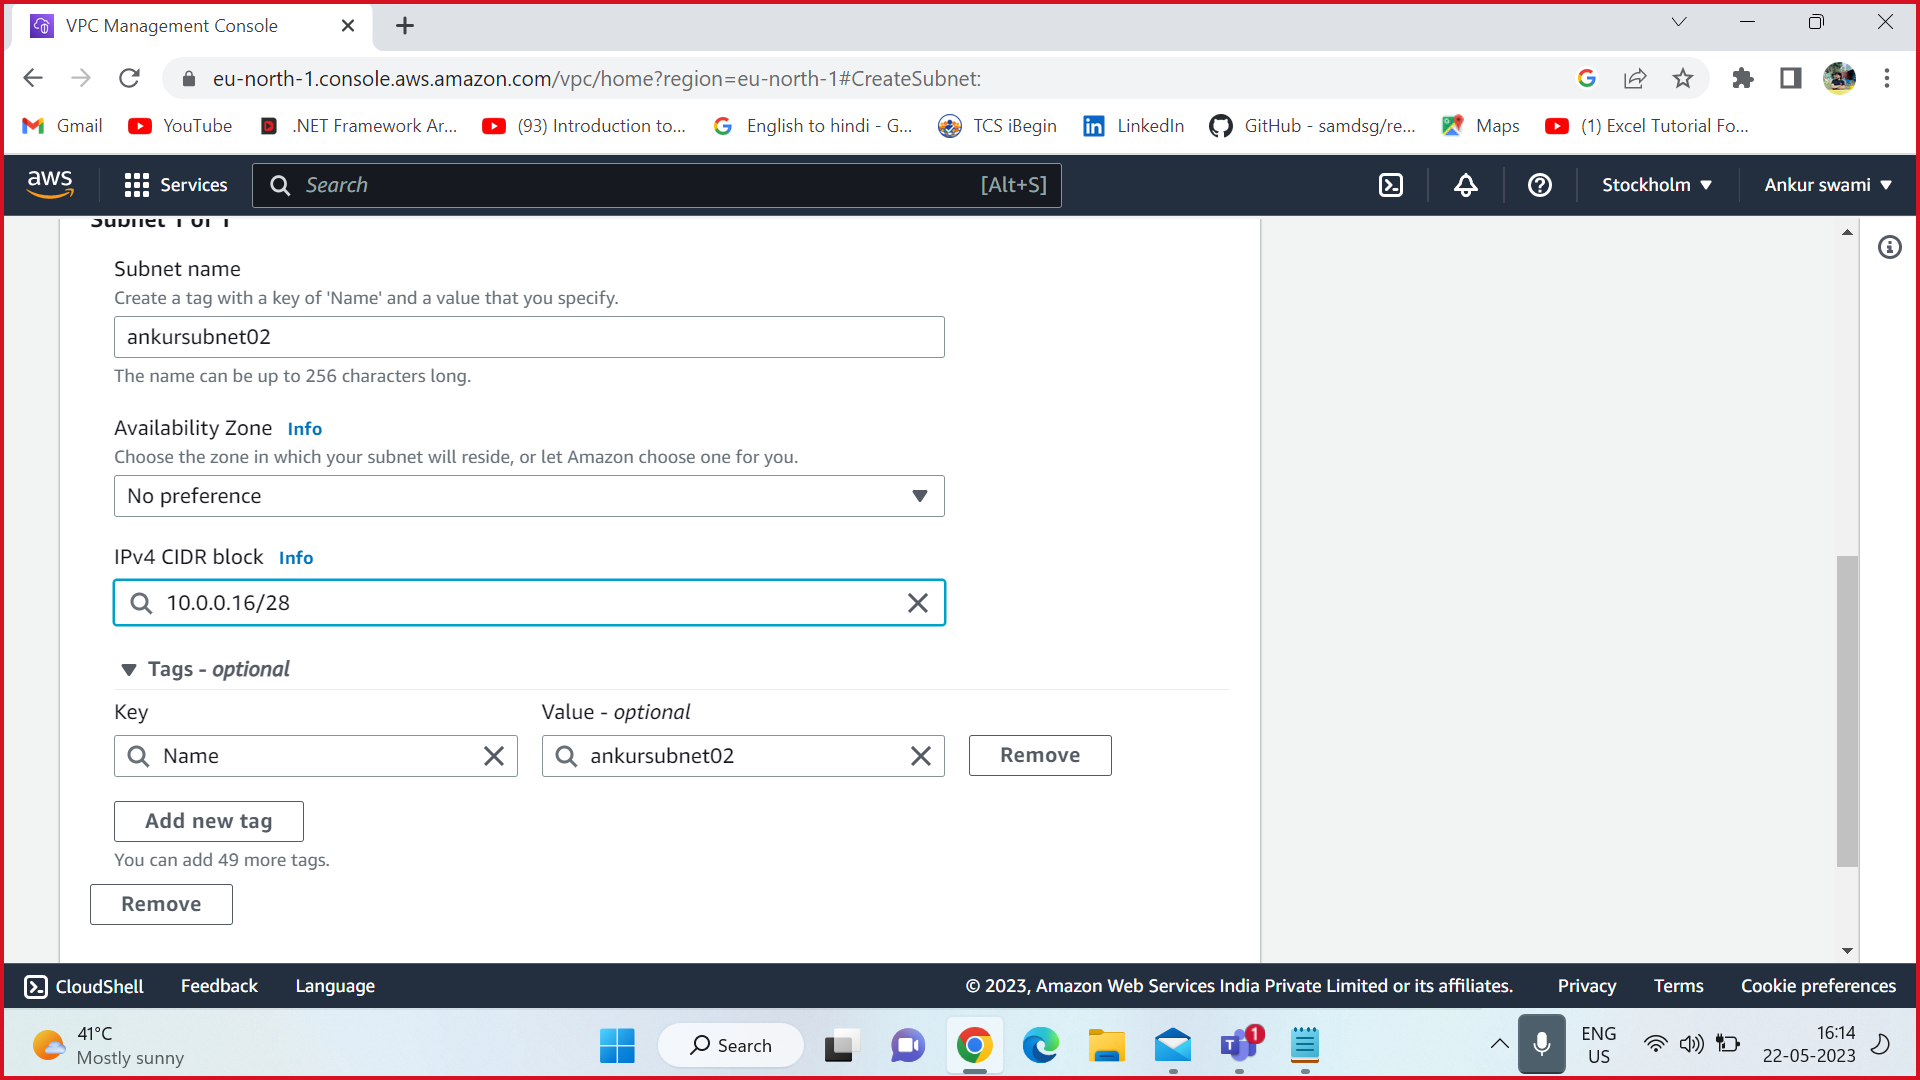 VPC Management Console
eu-north-1.console.aws.amazon.com/vpc/home?region=eu-north-1#CreateSubnet:
Gmail YouTube .NET Framework Ar... (93) Introduction to... English to hindi - G... TCS iBegin LinkedIn GitHub - samdsg/re... Maps (1) Excel Tutorial Fo...
aws Services Search [Alt+S] Stockholm Ankur swami
Subnet 1 of 1
Subnet name
Create a tag with a key of 'Name' and a value that you specify.
ankursubnet02
The name can be up to 256 characters long.
Availability Zone Info
Choose the zone in which your subnet will reside, or let Amazon choose one for you.
No preference
IPv4 CIDR block Info
10.0.0.16/28
Tags - optional
Key Value - optional
Name ankursubnet02 Remove
Add new tag
You can add 49 more tags.
Remove
CloudShell Feedback Language © 2023, Amazon Web Services India Private Limited or its affiliates. Privacy Terms Cookie preferences
41°C
Mostly sunny
Search
1
ENG
US
16:14
22-05-2023